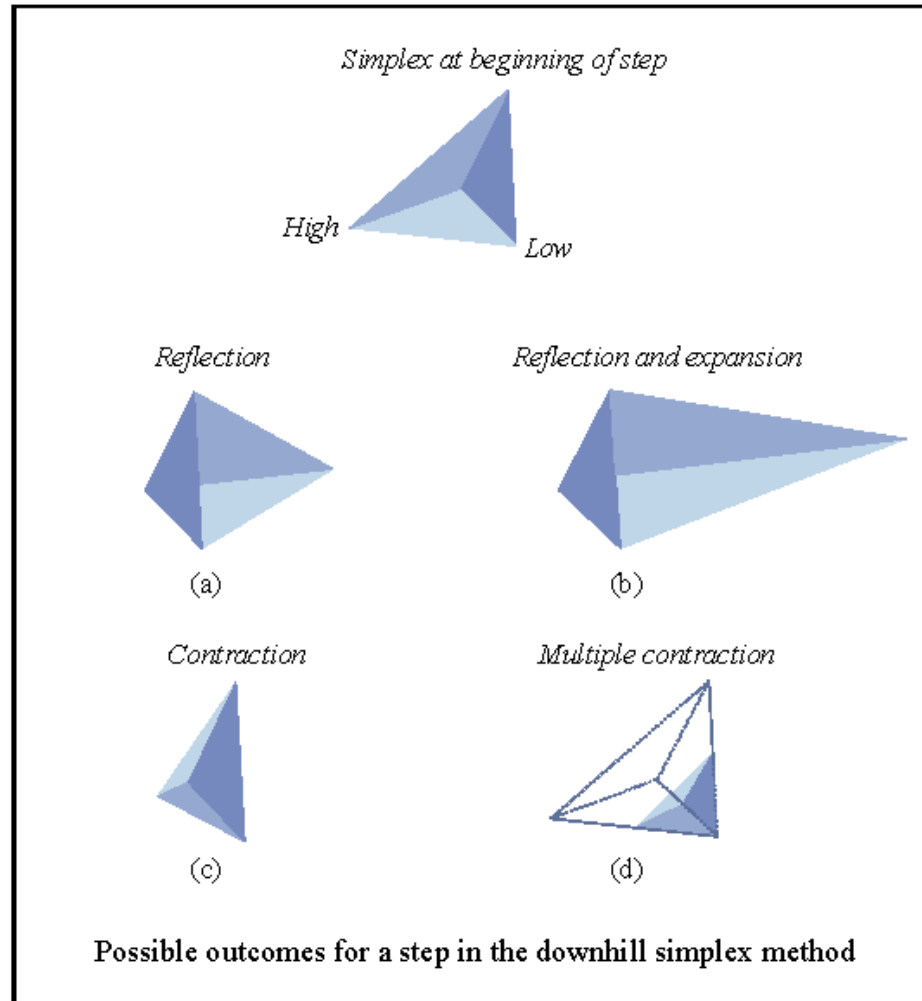 Simplex at beginning of step
High
Low
Reflection
Reflection and expansion
(a)
(b)
Contraction
Multiple contraction
(c)
(d)
Possible outcomes for a step in the downhill simplex method